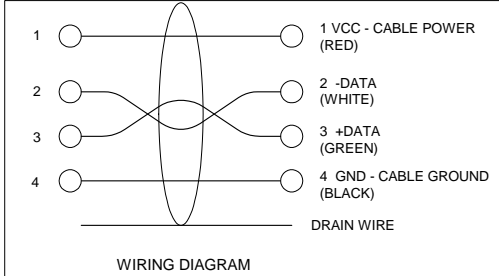 1 1 VCC - CABLE POWER
(RED)
2 2 -DATA
(WHITE)
3 3 +DATA
(GREEN)
4 4 GND - CABLE GROUND
(BLACK)
DRAIN WIRE
WIRING DIAGRAM